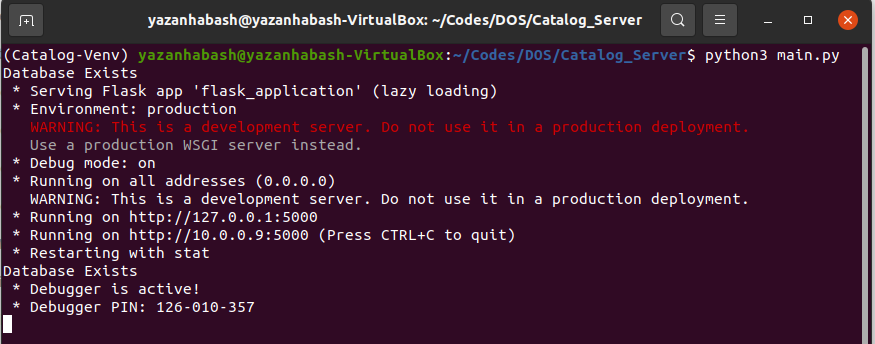 yazanhabash@yazanhabash-VirtualBox: ~/Codes/DOS/Catalog_Server
(Catalog-Venv) yazanhabash@yazanhabash-VirtualBox:~/Codes/DOS/Catalog_Server$ python3 main.py
Database Exists
 * Serving Flask app 'flask_application' (lazy loading)
 * Environment: production
   WARNING: This is a development server. Do not use it in a production deployment.
   Use a production WSGI server instead.
 * Debug mode: on
 * Running on all addresses (0.0.0.0)
   WARNING: This is a development server. Do not use it in a production deployment.
 * Running on http://127.0.0.1:5000
 * Running on http://10.0.0.9:5000 (Press CTRL+C to quit)
 * Restarting with stat
Database Exists
 * Debugger is active!
 * Debugger PIN: 126-010-357